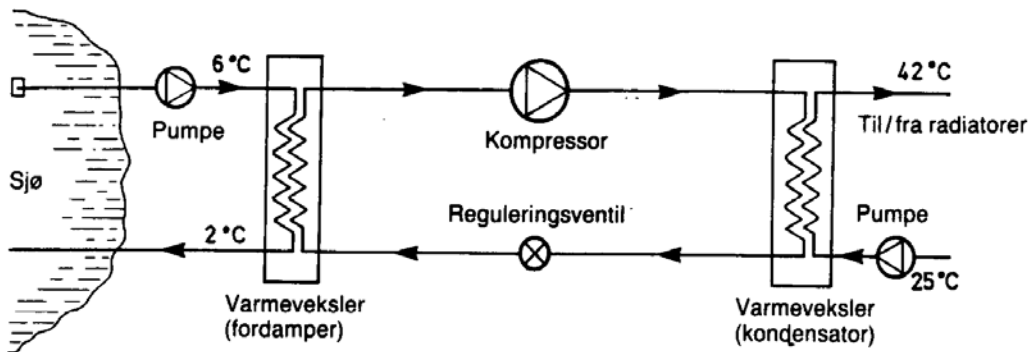 6 °C
42 °C
Pumpe
Kompressor
Til/fra radiatorer
Sjø
Reguleringsventil
Pumpe
2 °C
25 °C
Varmeveksler
(fordamper)
Varmeveksler
(kondensator)